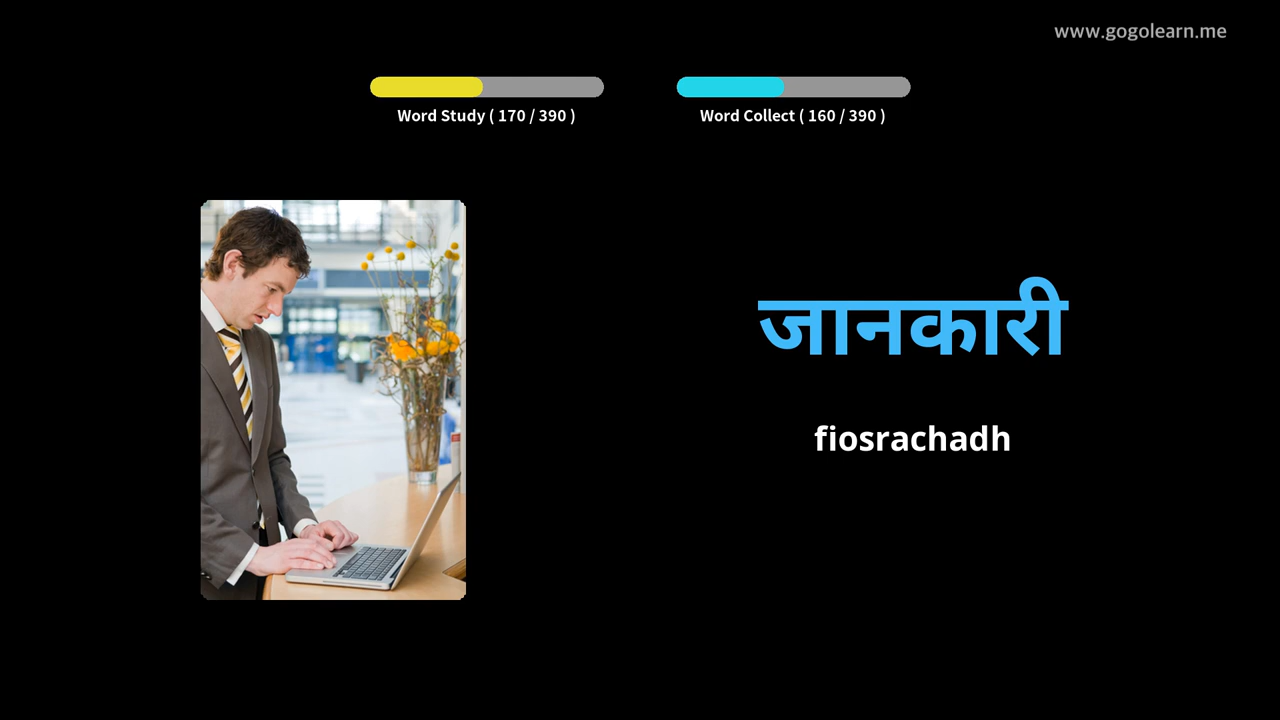 www.gogolearn.me
Word Study ( 170 / 390 )
Word Collect ( 160 / 390 )
जानकारी
fiosrachadh